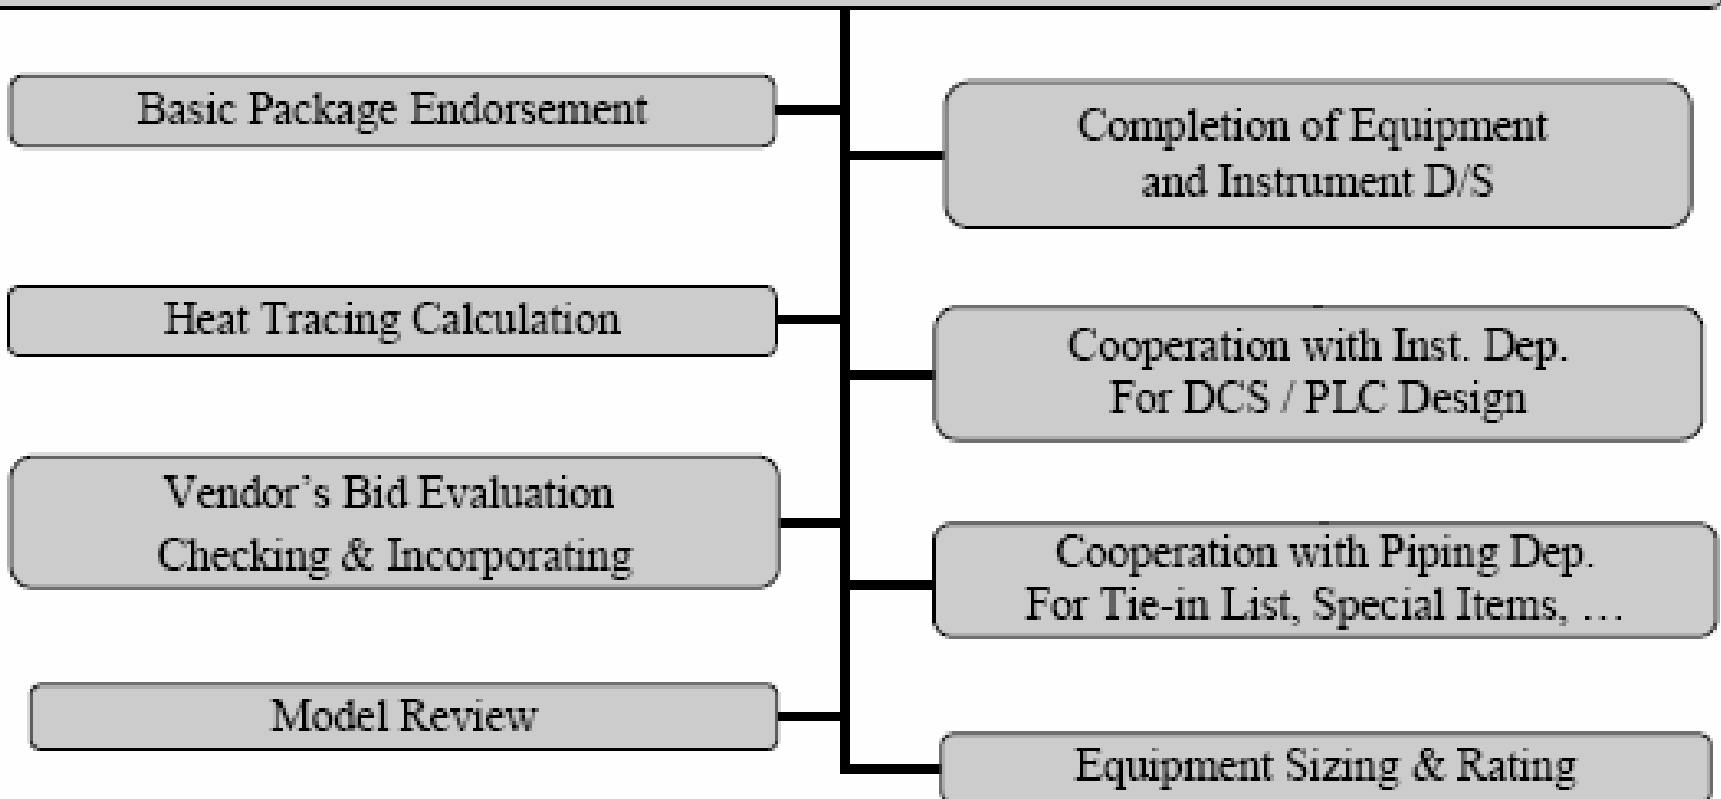 Basic Package Endorsement
Completion of Equipment
and Instrument D/S
Heat Tracing Calculation
Cooperation with Inst. Dep.
For DCS / PLC Design
Vendor’s Bid Evaluation
Checking & Incorporating
Cooperation with Piping Dep.
For Tie-in List, Special Items, …
Model Review
Equipment Sizing & Rating